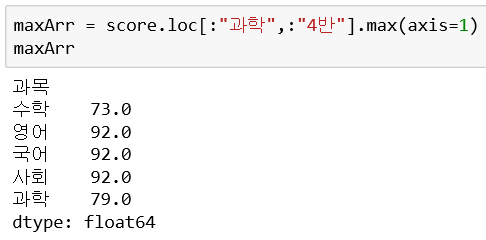 maxArr = score.loc[:"과학",:"4반"].max(axis=1)
maxArr
과목
수학    73.0
영어    92.0
국어    92.0
사회    92.0
과학    79.0
dtype: float64